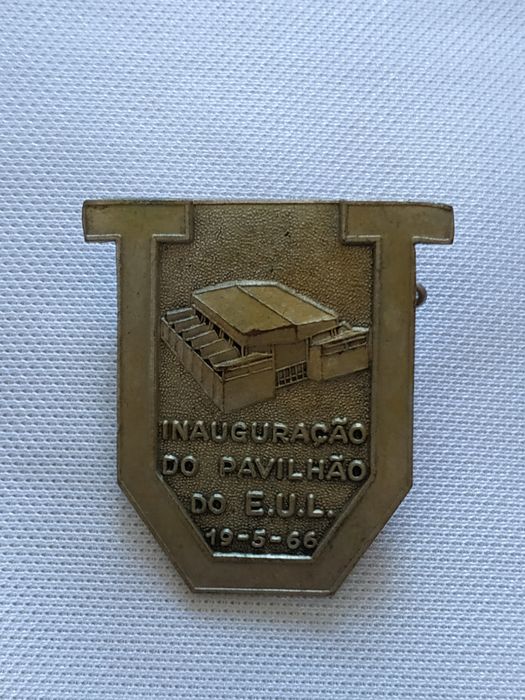 INAUGURAÇÃO
DO PAVILHÃO
DO E.U.L.
19-5-66